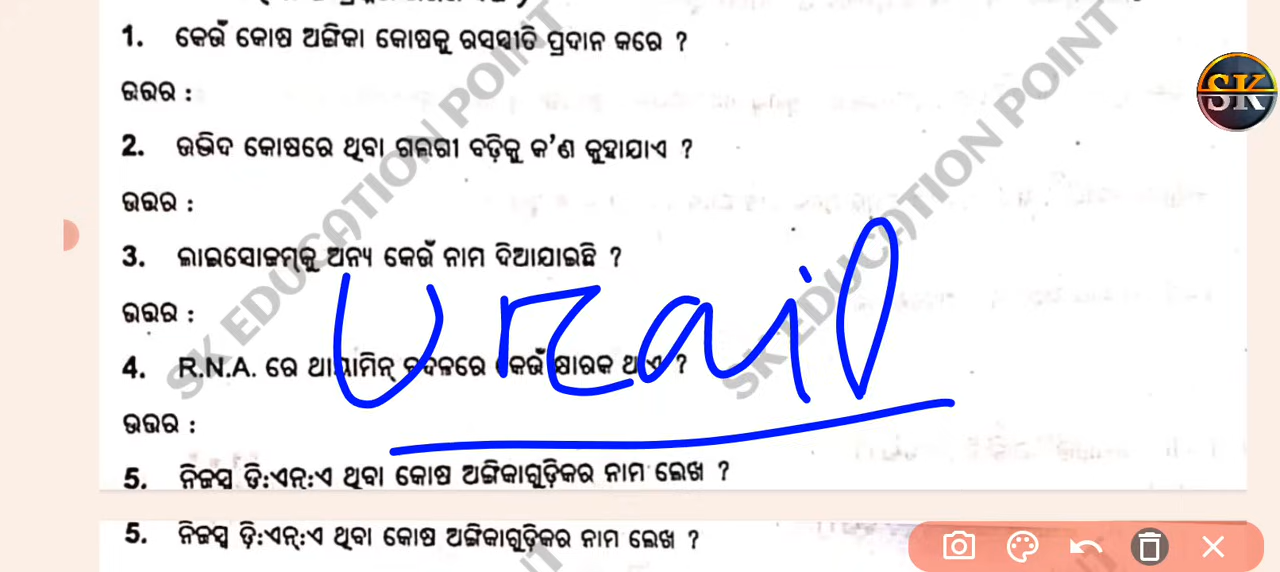 1. କେଉଁ କୋଷ ଅଙ୍ଗିକା କୋଷକୁ ରସସ୍ପୀତି ପ୍ରଦାନ କରେ ?
SK
ଉତ୍ତର :
2. ଉଦ୍ଭିଦ କୋଷରେ ଥିବା ଗଲଗୀ ବଡ଼ିକୁ କ'ଣ କୁହାଯାଏ ?
ଉତ୍ତର :
3. ଲାଇସୋଜମ୍‌କୁ ଅନ୍ୟ କେଉଁ ନାମ ଦିଆଯାଇଛି ?
ଉତ୍ତର :
4. R.N.A. ରେ ଥାୟାମିନ୍ ବଦଳରେ କେଉଁ କ୍ଷାରକ ଥାଏ ?
ଉତ୍ତର :
5. ନିଜସ୍ୱ ଡ଼ି:ଏନ୍:ଏ ଥିବା କୋଷ ଅଙ୍ଗିକାଗୁଡ଼ିକର ନାମ ଲେଖ ?
5. ନିଜସ୍ୱ ଡ଼ି:ଏନ୍:ଏ ଥିବା କୋଷ ଅଙ୍ଗିକାଗୁଡ଼ିକର ନାମ ଲେଖ ?
SK EDUCATION POINT
SK EDUCATION POINT